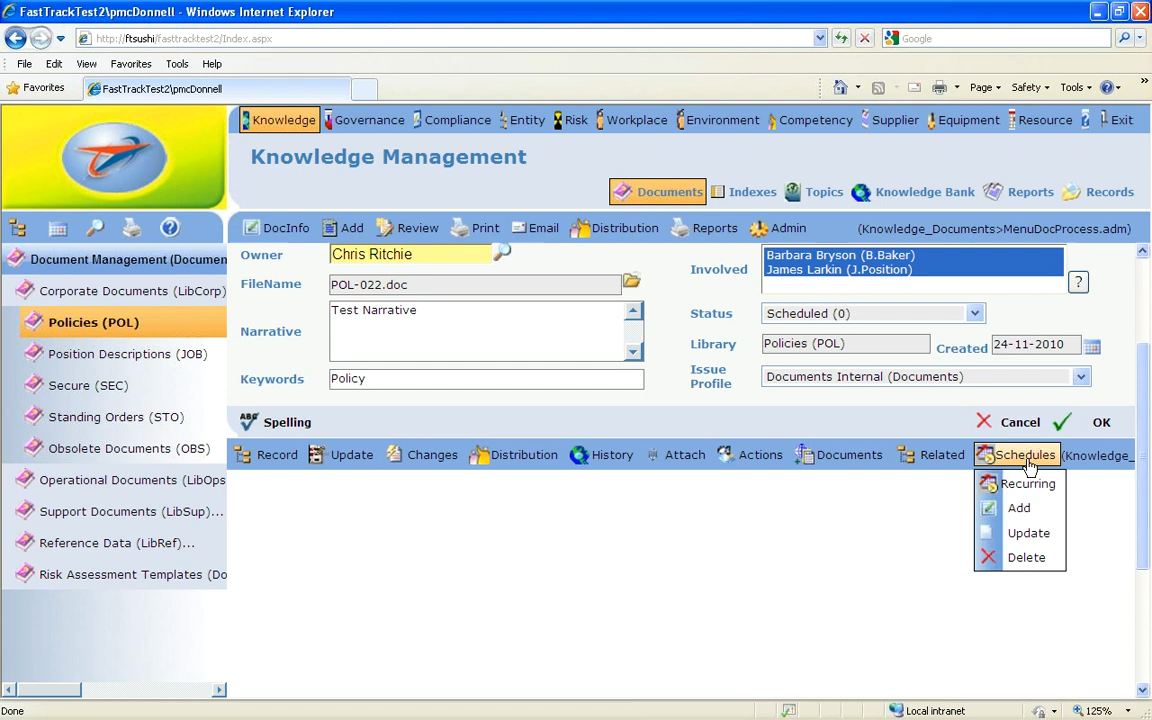 FastTrackTest2\pmcDonnell - Windows Internet Explorer
http://ftsushi/fasttracktest2/Index.aspx
Google
File Edit View Favorites Tools Help
Favorites FastTrackTest2\pmcDonnell Page Safety Tools
Knowledge Governance Compliance Entity Risk Workplace Environment Competency Supplier Equipment Resource Exit
Knowledge Management
Documents Indexes Topics Knowledge Bank Reports Records
DocInfo Add Review Print Email Distribution Reports Admin (Knowledge_Documents>MenuDocProcess.adm)
Document Management (Documen
Corporate Documents (LibCorp)
Policies (POL)
Position Descriptions (JOB)
Secure (SEC)
Standing Orders (STO)
Obsolete Documents (OBS)
Operational Documents (LibOps
Support Documents (LibSup)...
Reference Data (LibRef)...
Risk Assessment Templates (Do
Owner Chris Ritchie
FileName POL-022.doc
Narrative Test Narrative
Keywords Policy
Involved Barbara Bryson (B.Baker)
James Larkin (J.Position)
?
Status Scheduled (0)
Library Policies (POL) Created 24-11-2010
Issue
Profile Documents Internal (Documents)
ABC Spelling Cancel OK
Record Update Changes Distribution History Attach Actions Documents Related Schedules (Knowledge_
Recurring
Add
Update
Delete
Done Local intranet 125%